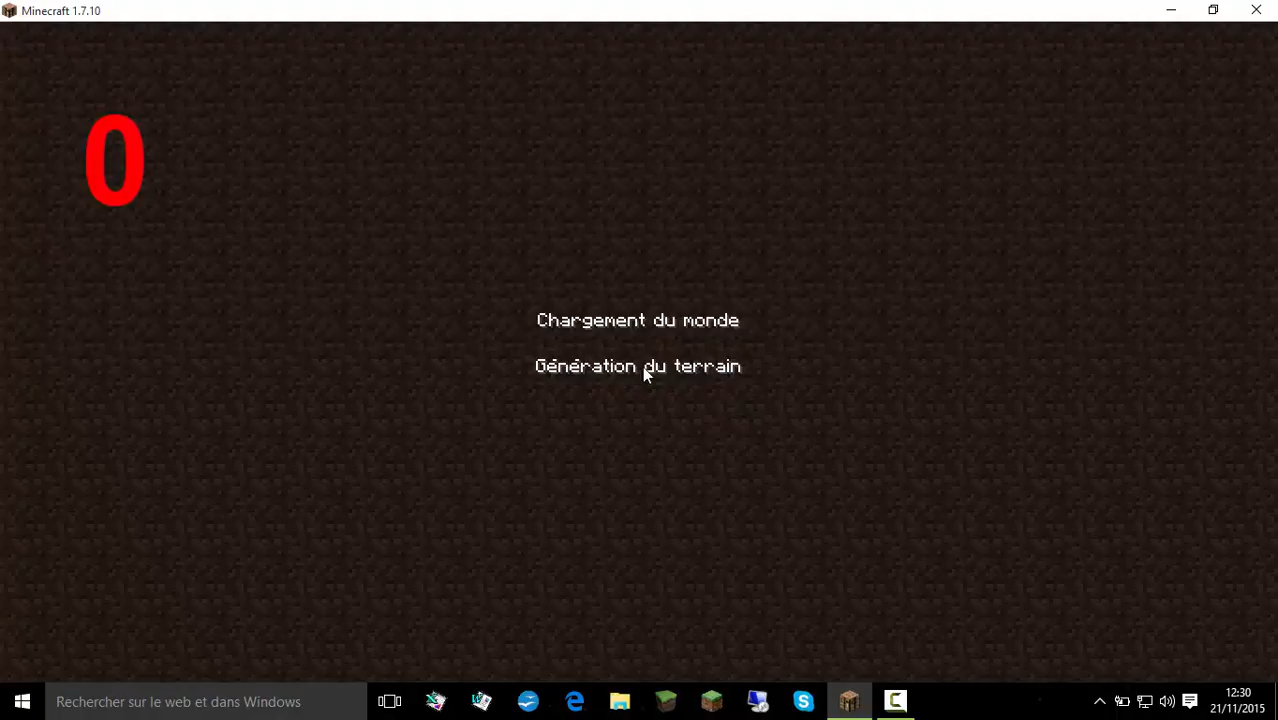 Minecraft 1.7.10
0
Chargement du monde
Génération du terrain
Rechercher sur le web et dans Windows
12:30
21/11/2015